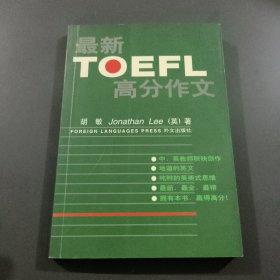 最新
TOEFL
高分作文
胡 敏 Jonathan Lee (英) 著
FOREIGN LANGUAGES PRESS 外文出版社
●中、英教师联袂创作
●地道的英文
●纯粹的英美式思维
●最新、最全、最精
●拥有本书，赢得高分！